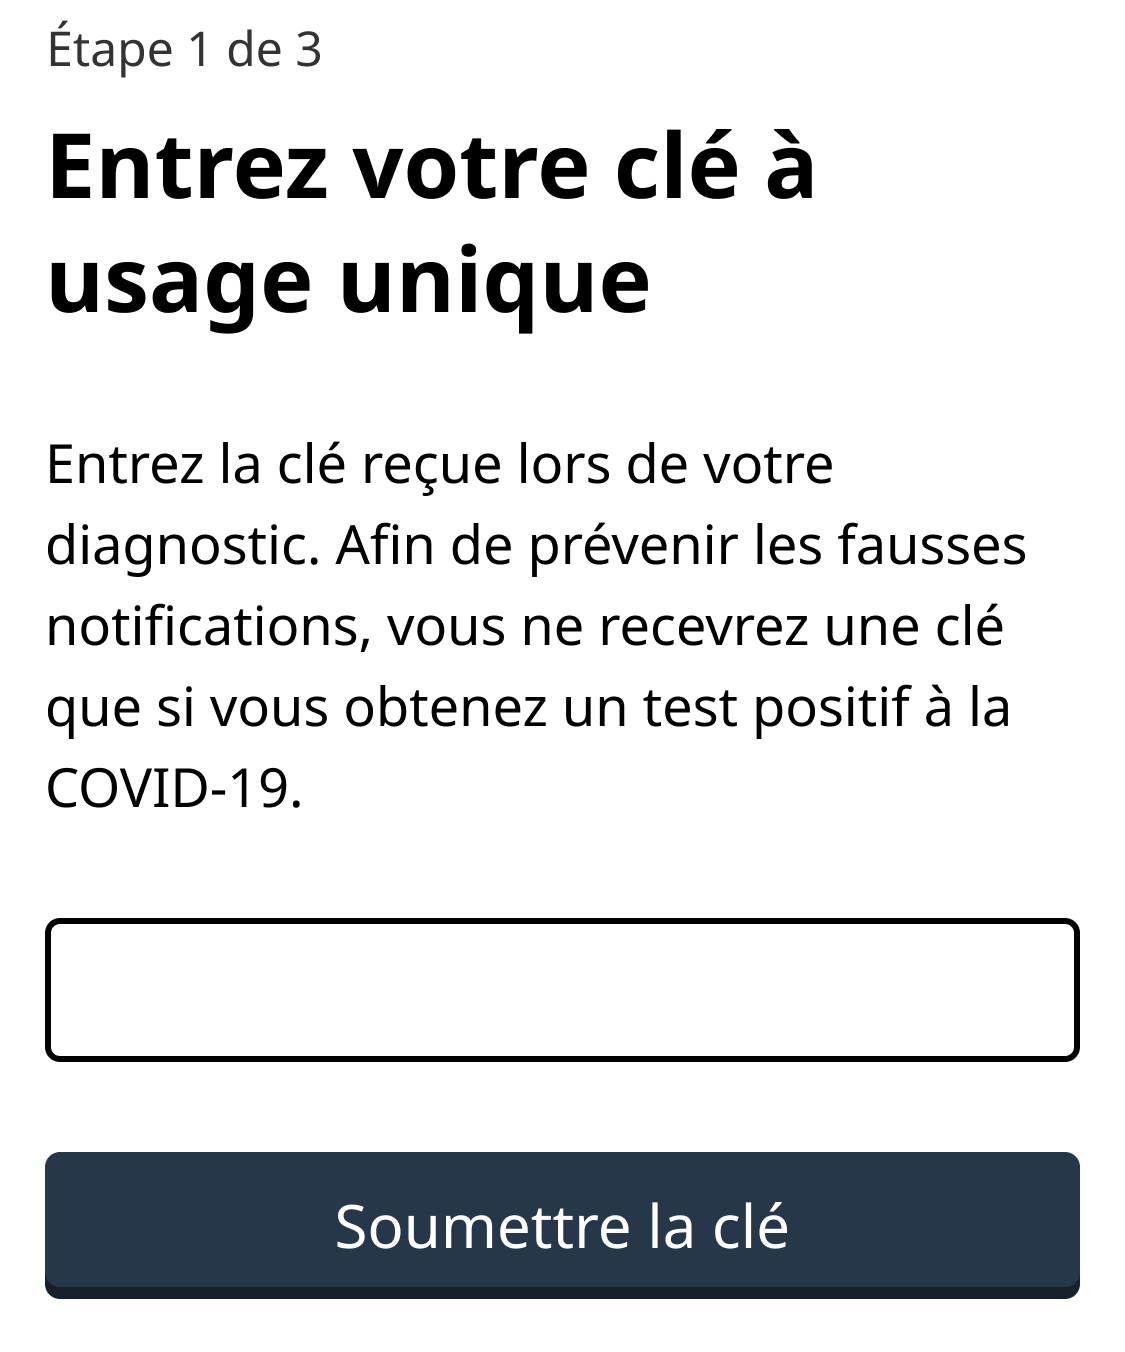 Étape 1 de 3
Entrez votre clé à
usage unique
Entrez la clé reçue lors de votre
diagnostic. Afin de prévenir les fausses
notifications, vous ne recevrez une clé
que si vous obtenez un test positif à la
COVID-19.
Soumettre la clé